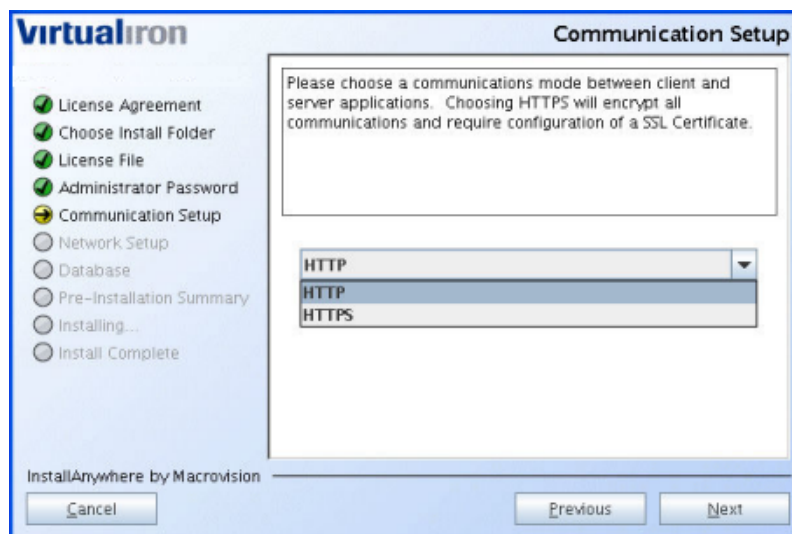 Virtualiron
Communication Setup
License Agreement
Choose Install Folder
License File
Administrator Password
Communication Setup
Network Setup
Database
Pre-Installation Summary
Installing...
Install Complete
Please choose a communications mode between client and
server applications. Choosing HTTPS will encrypt all
communications and require configuration of a SSL Certificate.
HTTP
HTTP
HTTPS
InstallAnywhere by Macrovision
Cancel
Previous
Next